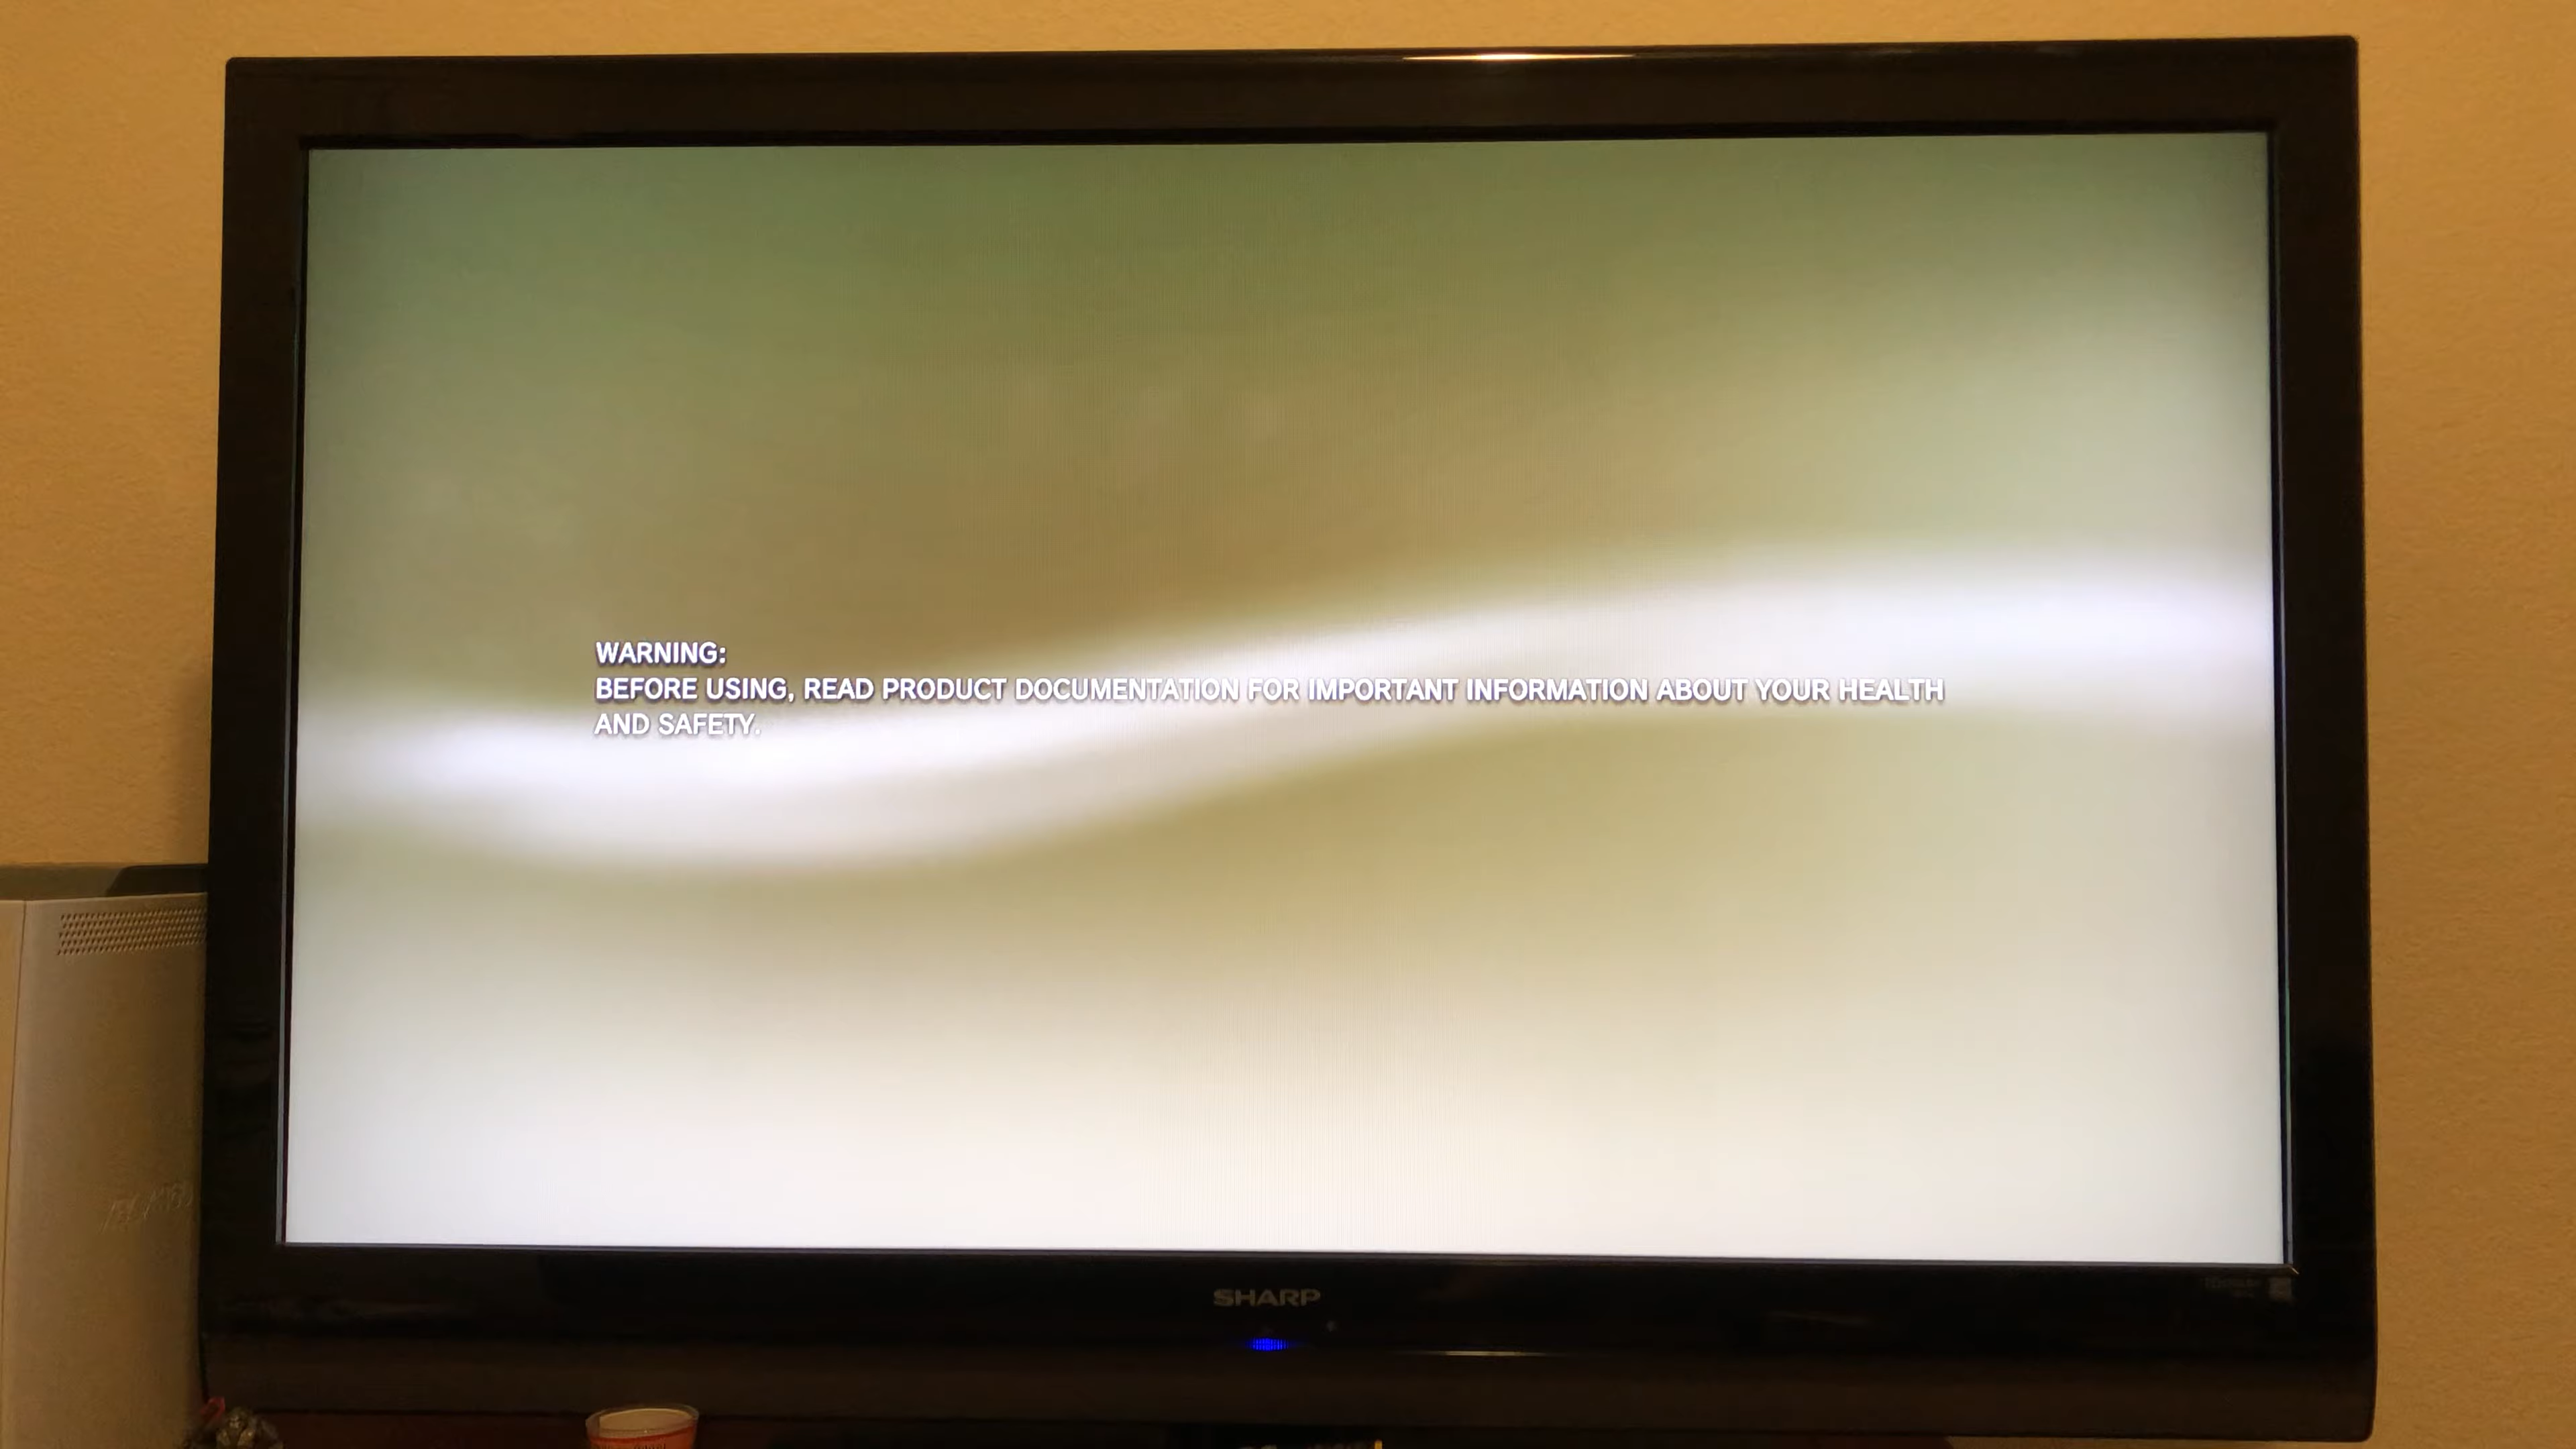 WARNING:
BEFORE USING, READ PRODUCT DOCUMENTATION FOR IMPORTANT INFORMATION ABOUT YOUR HEALTH
AND SAFETY.
SHARP